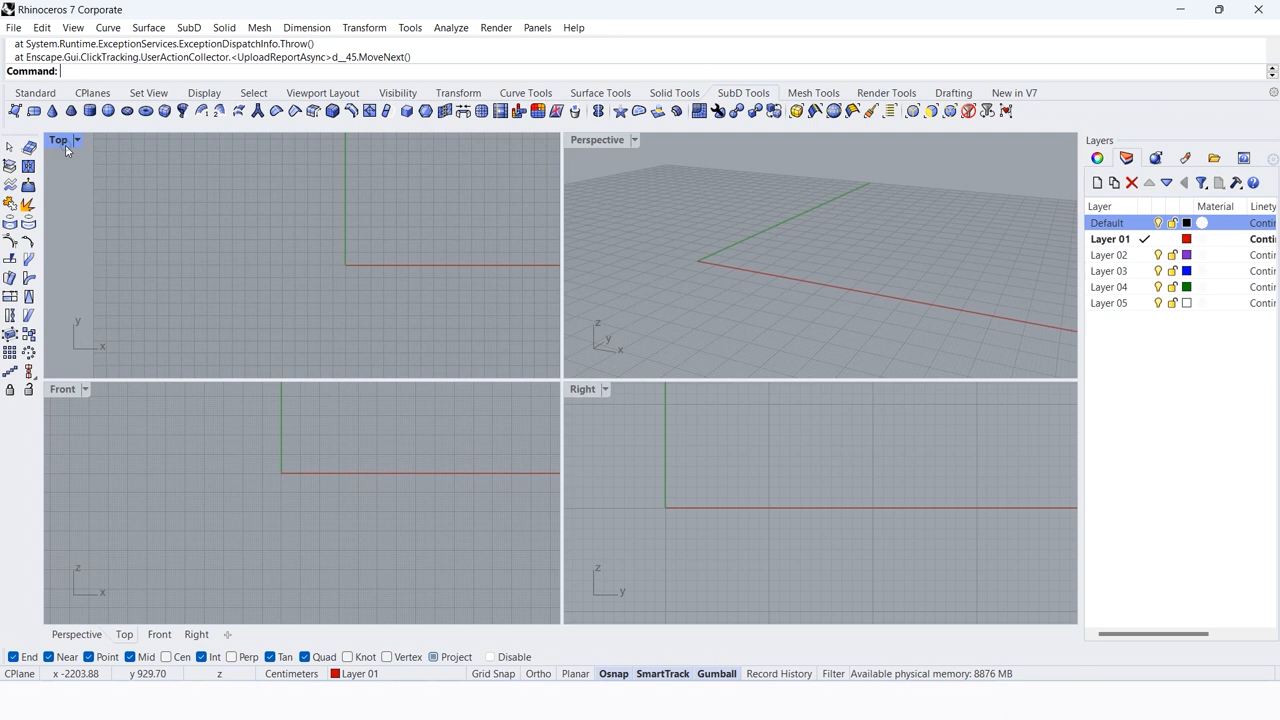 Rhinoceros 7 Corporate
File Edit View Curve Surface SubD Solid Mesh Dimension Transform Tools Analyze Render Panels Help
at System.Runtime.ExceptionServices.ExceptionDispatchInfo.Throw()
at Enscape.Gui.ClickTracking.UserActionCollector.<UploadReportAsync>d__45.MoveNext()
Command:
Standard CPlanes Set View Display Select Viewport Layout Visibility Transform Curve Tools Surface Tools Solid Tools SubD Tools Mesh Tools Render Tools Drafting New in V7
Top
Perspective
Layers
Layer Material Linety
Default Contin
Layer 01 Contin
Layer 02 Contin
Layer 03 Contin
Layer 04 Contin
Layer 05 Contin
y
x
z
y
x
Front
Right
z
x
z
y
Perspective Top Front Right
End Near Point Mid Cen Int Perp Tan Quad Knot Vertex Project Disable
CPlane x -2203.88 y 929.70 z Centimeters Layer 01 Grid Snap Ortho Planar Osnap SmartTrack Gumball Record History Filter Available physical memory: 8876 MB